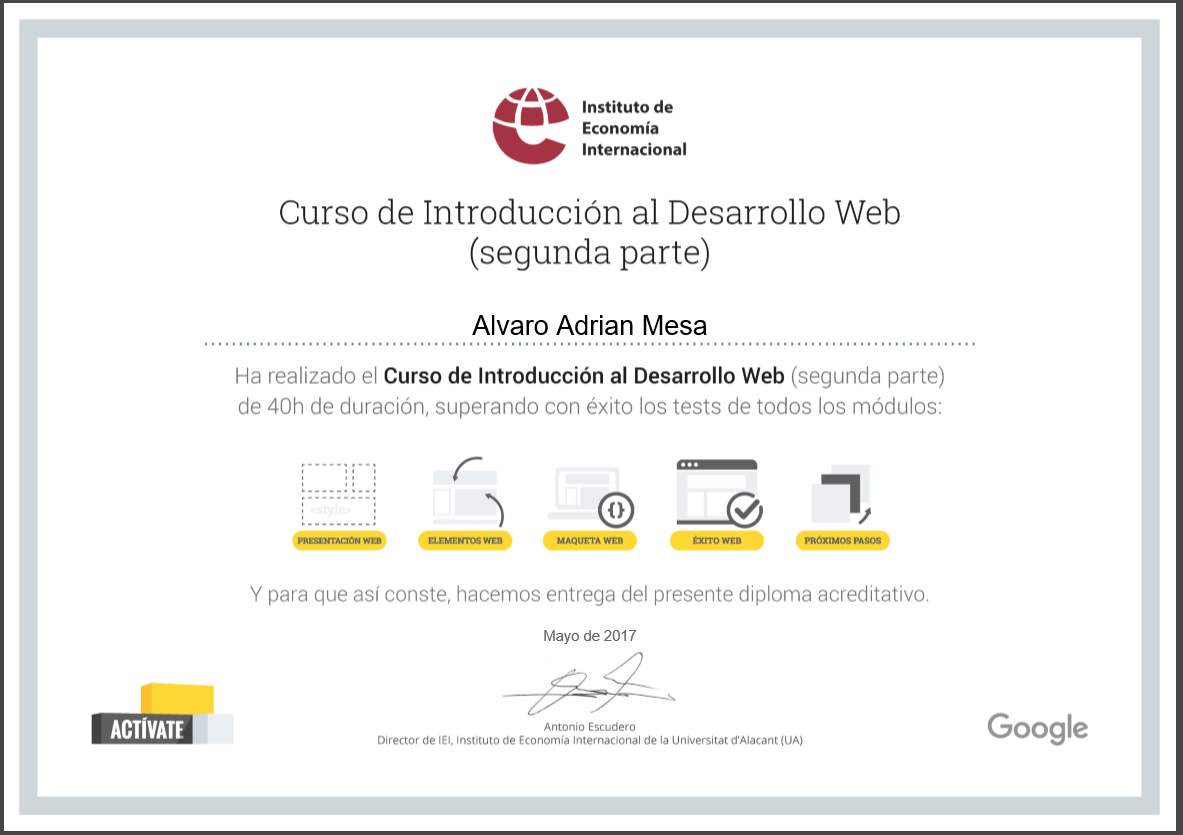 Instituto de
Economía
Internacional
Curso de Introducción al Desarrollo Web
(segunda parte)
Alvaro Adrian Mesa
Ha realizado el Curso de Introducción al Desarrollo Web (segunda parte)
de 40h de duración, superando con éxito los tests de todos los módulos:
<style>
{}
PRESENTACIÓN WEB
ELEMENTOS WEB
MAQUETA WEB
ÉXITO WEB
PRÓXIMOS PASOS
Y para que así conste, hacemos entrega del presente diploma acreditativo.
Mayo de 2017
Antonio Escudero
Director de IEI, Instituto de Economía Internacional de la Universitat d'Alacant (UA)
ACTÍVATE
Google